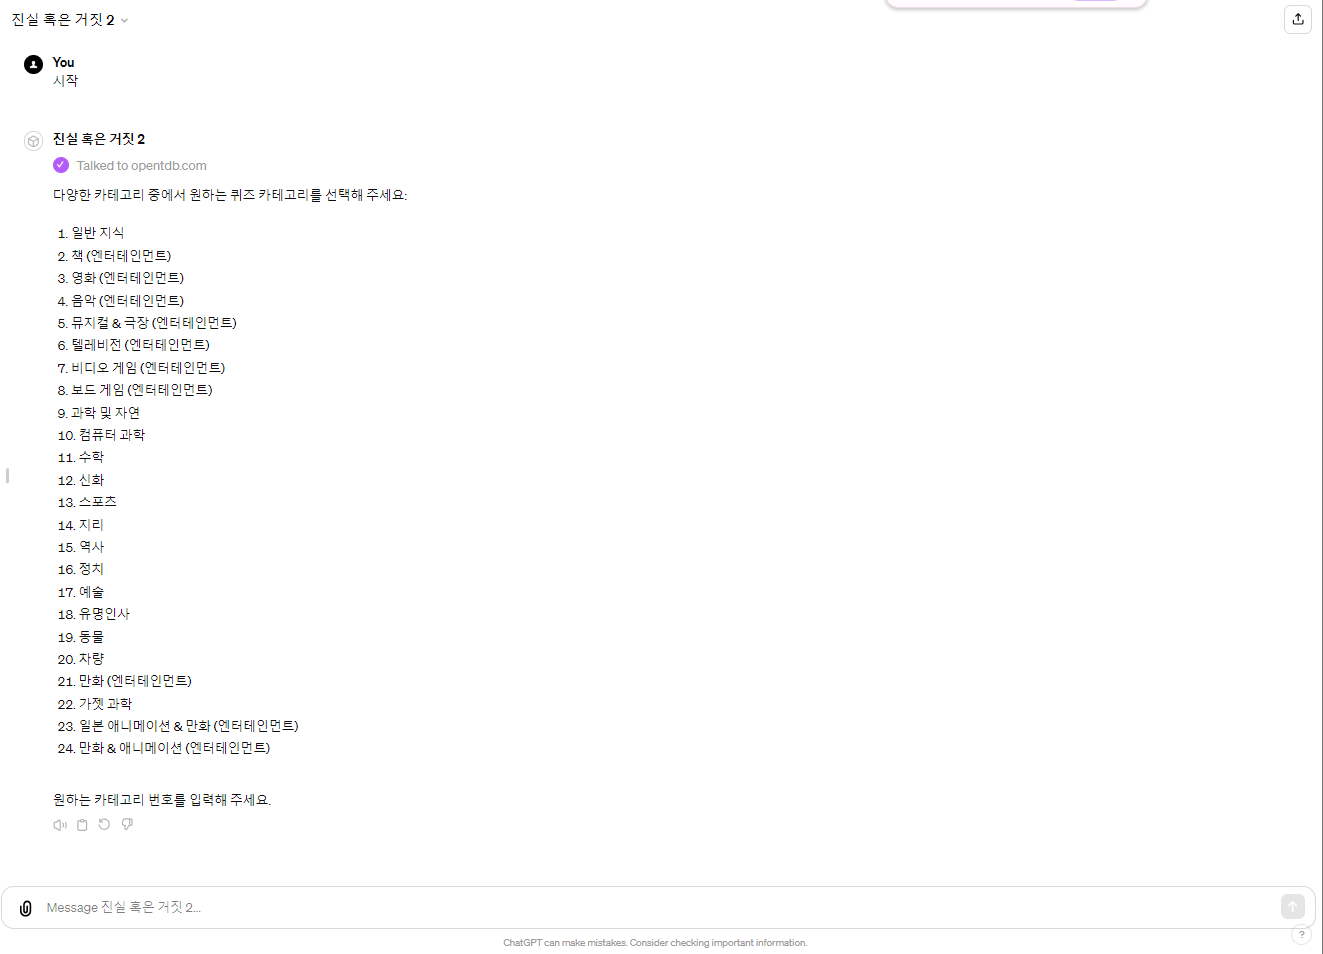 진실 혹은 거짓 2
You
시작
진실 혹은 거짓 2
Talked to opentdb.com
다양한 카테고리 중에서 원하는 퀴즈 카테고리를 선택해 주세요:
1. 일반 지식
2. 책 (엔터테인먼트)
3. 영화 (엔터테인먼트)
4. 음악 (엔터테인먼트)
5. 뮤지컬 & 극장 (엔터테인먼트)
6. 텔레비전 (엔터테인먼트)
7. 비디오 게임 (엔터테인먼트)
8. 보드 게임 (엔터테인먼트)
9. 과학 및 자연
10. 컴퓨터 과학
11. 수학
12. 신화
13. 스포츠
14. 지리
15. 역사
16. 정치
17. 예술
18. 유명인사
19. 동물
20. 차량
21. 만화 (엔터테인먼트)
22. 가젯 과학
23. 일본 애니메이션 & 만화 (엔터테인먼트)
24. 만화 & 애니메이션 (엔터테인먼트)
원하는 카테고리 번호를 입력해 주세요.
Message 진실 혹은 거짓 2...
ChatGPT can make mistakes. Consider checking important information.
?